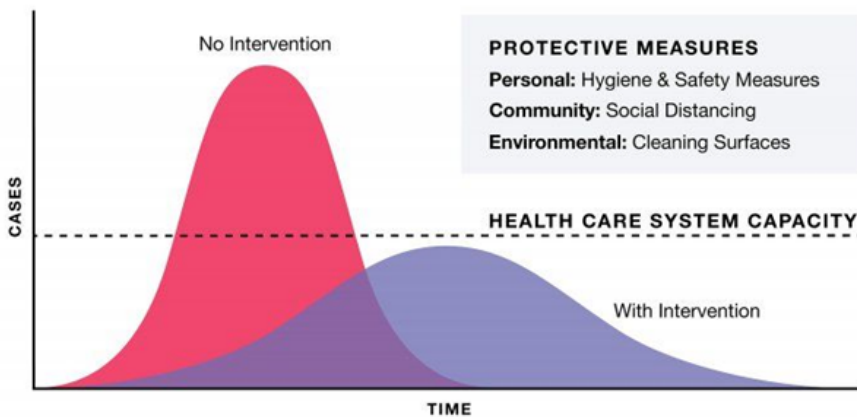 No Intervention
PROTECTIVE MEASURES
Personal: Hygiene & Safety Measures
Community: Social Distancing
Environmental: Cleaning Surfaces
CASES
HEALTH CARE SYSTEM CAPACITY
With Intervention
TIME